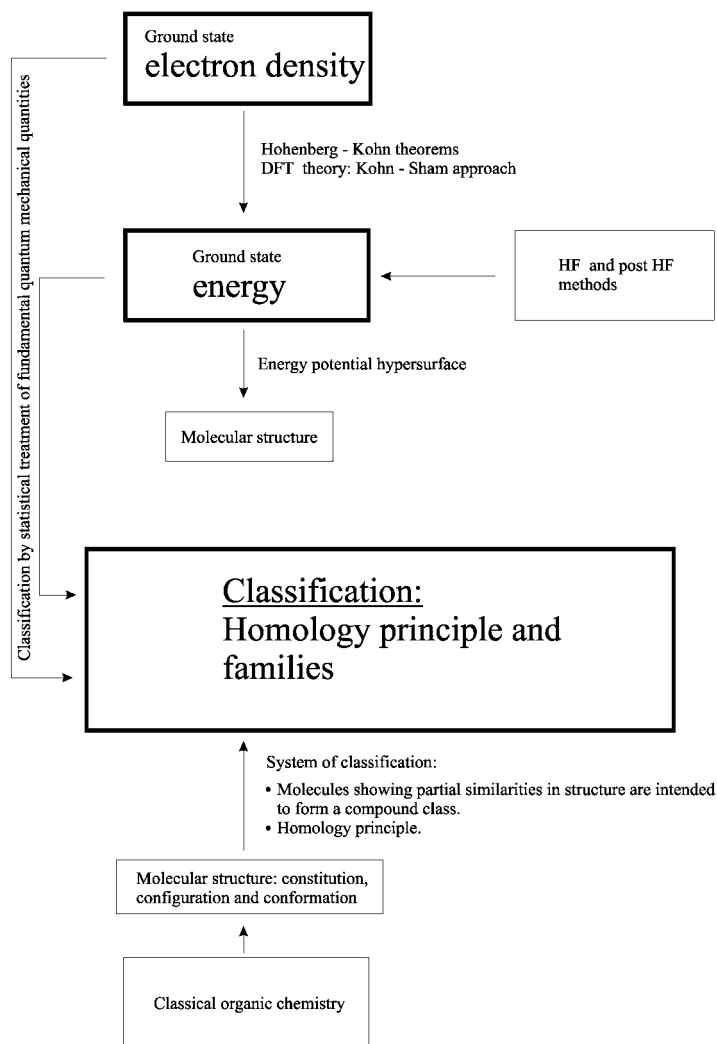 Ground state
electron density
Hohenberg - Kohn theorems
DFT theory: Kohn - Sham approach
Ground state
energy
HF and post HF
methods
Energy potential hypersurface
Molecular structure
Classification by statistical treatment of fundamental quantum mechanical quantities
Classification:
Homology principle and
families
System of classification:
• Molecules showing partial similarities in structure are intended
to form a compound class.
• Homology principle.
Molecular structure: constitution,
configuration and conformation
Classical organic chemistry